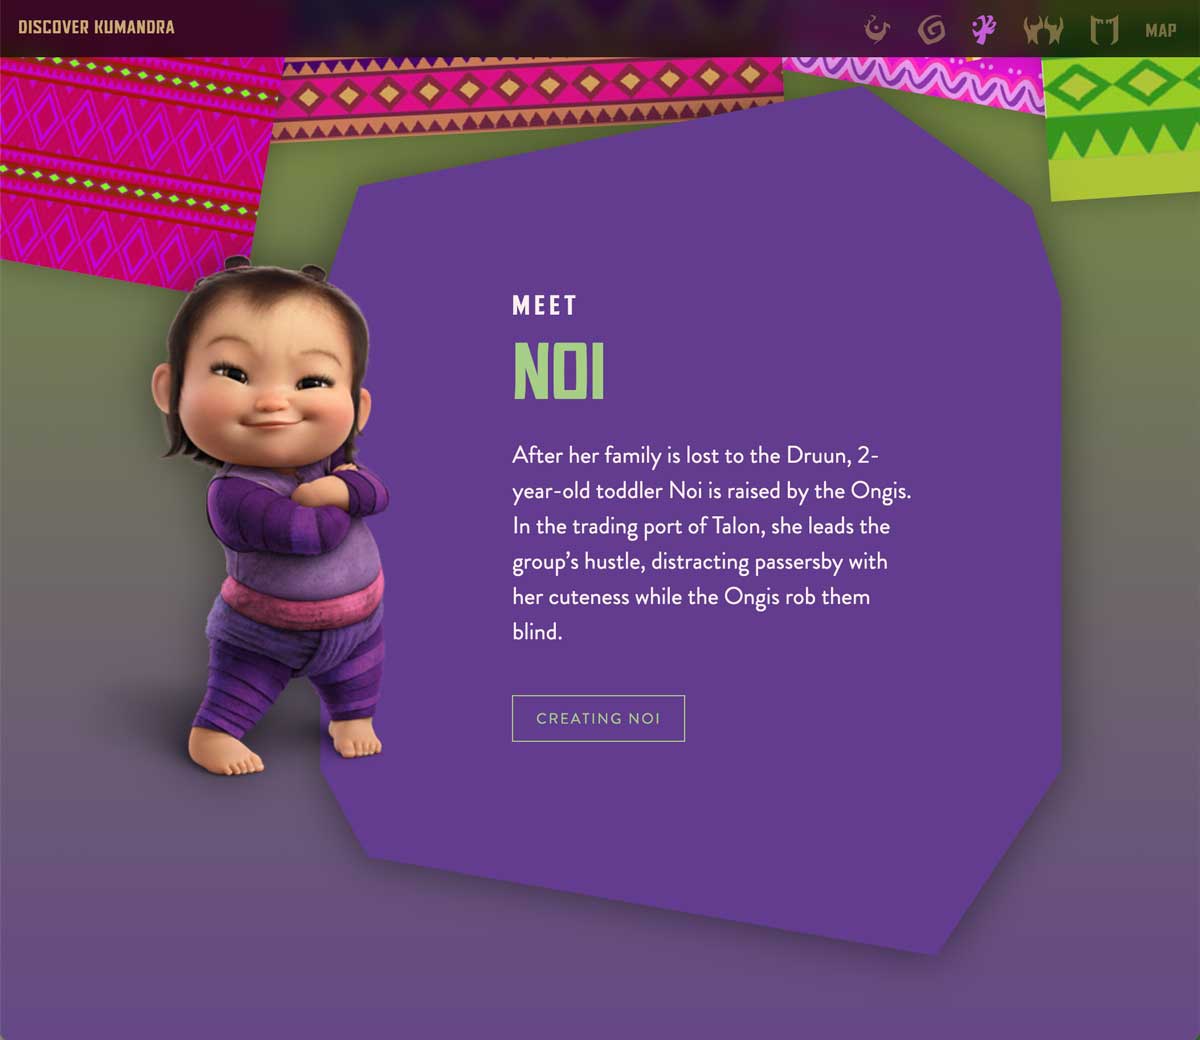 DISCOVER KUMANDRA
MAP
MEET
NOI
After her family is lost to the Druun, 2-
year-old toddler Noi is raised by the Ongis.
In the trading port of Talon, she leads the
group’s hustle, distracting passersby with
her cuteness while the Ongis rob them
blind.
CREATING NOI